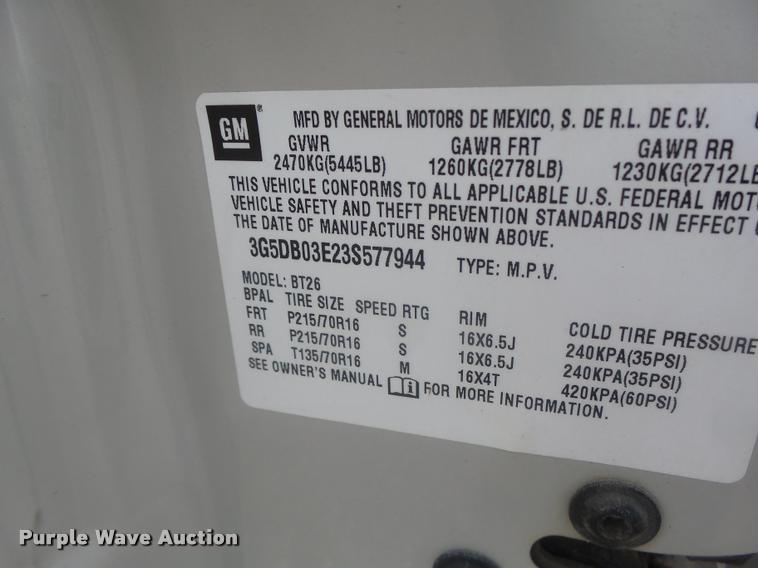 GM ® MFD BY GENERAL MOTORS DE MEXICO, S. DE R.L. DE C.V.
GVWR GAWR FRT GAWR RR
2470KG(5445LB) 1260KG(2778LB) 1230KG(2712LB
THIS VEHICLE CONFORMS TO ALL APPLICABLE U.S. FEDERAL MOT
VEHICLE SAFETY AND THEFT PREVENTION STANDARDS IN EFFECT
THE DATE OF MANUFACTURE SHOWN ABOVE.
3G5DB03E23S577944 TYPE: M.P.V.
MODEL: BT26
BPAL TIRE SIZE SPEED RTG RIM COLD TIRE PRESSURE
FRT P215/70R16 S 16X6.5J 240KPA(35PSI)
RR P215/70R16 S 16X6.5J 240KPA(35PSI)
SPA T135/70R16 M 16X4T 420KPA(60PSI)
SEE OWNER'S MANUAL FOR MORE INFORMATION.
Purple Wave Auction